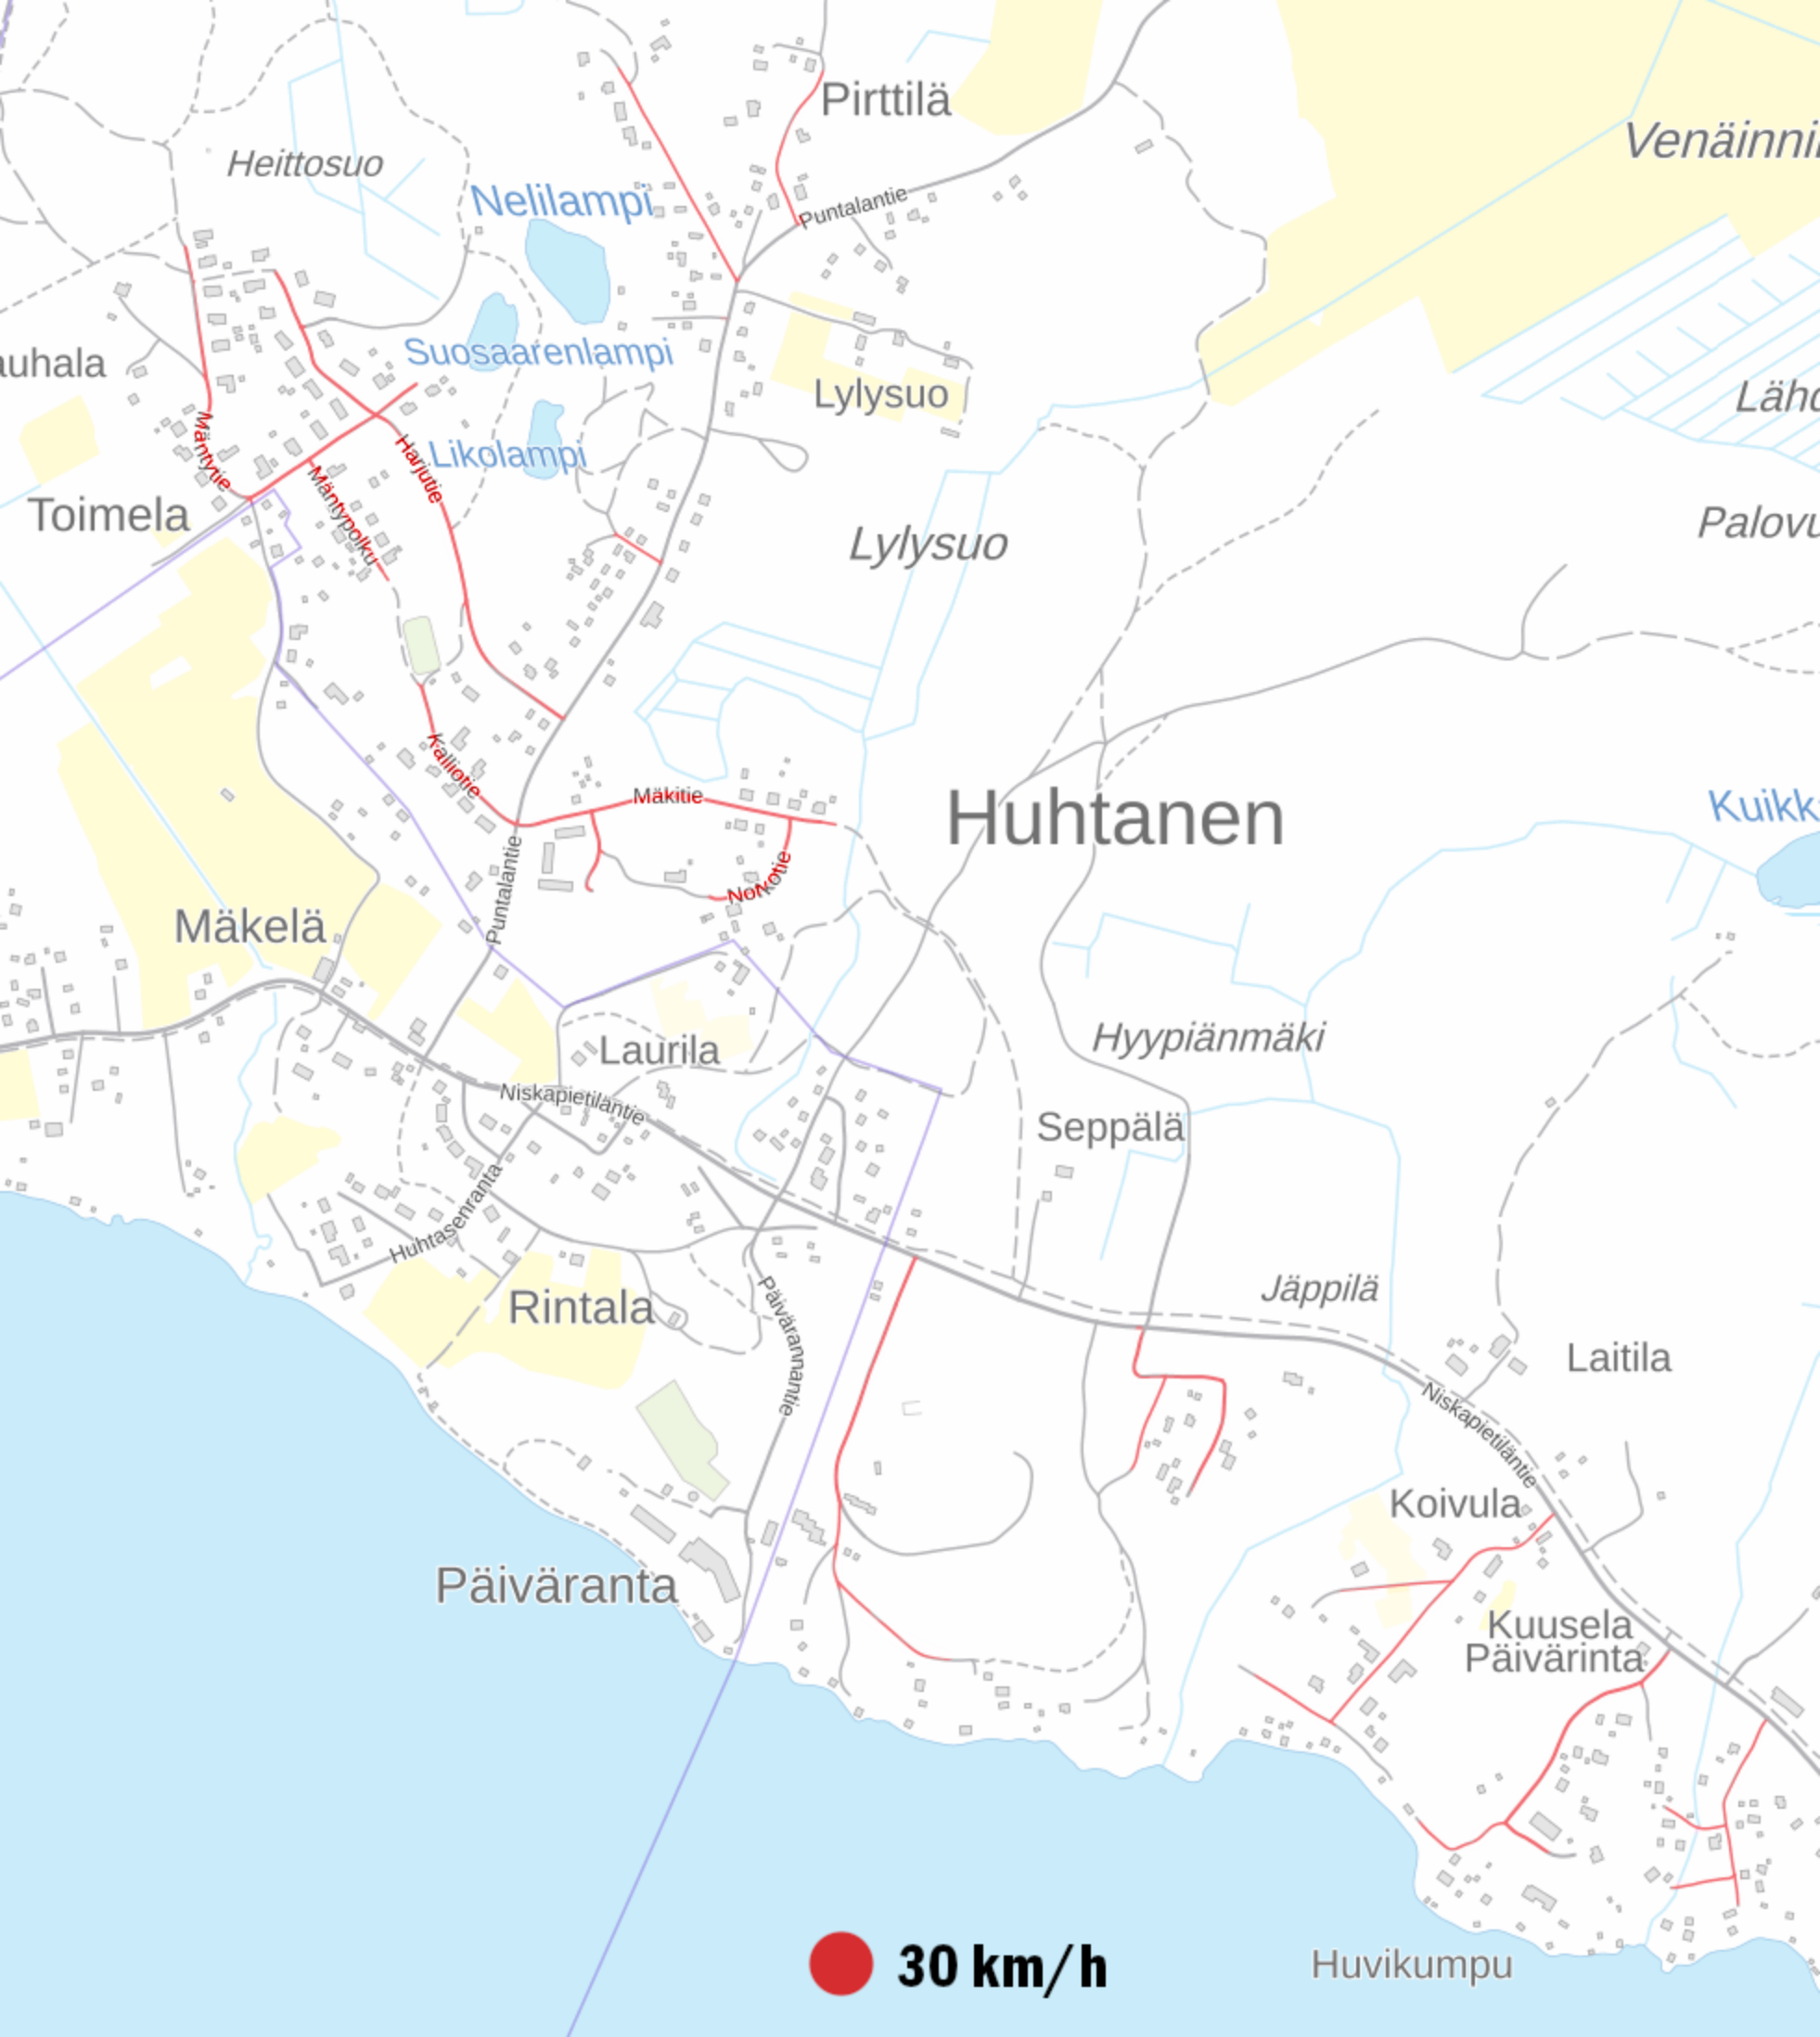 Pirttilä
Venäinni
Heittosuo
Nelilampi
Puntalantie
Suosaarenlampi
auhala
Lylysuo
Lähd
Mäntytie
Harjutie
Likolampi
Mäntypolku
Toimela
Palovu
Lylysuo
Kalliotie
Mäkitie
Huhtanen
Kuikk
Norkotie
Puntalantie
Mäkelä
Hyypiänmäki
Laurila
Niskapietiläntie
Seppälä
Huhtasenranta
Jäppilä
Rintala
Päivärannantie
Laitila
Niskapietiläntie
Koivula
Päiväranta
Kuusela
Päivärinta
30 km/h
Huvikumpu